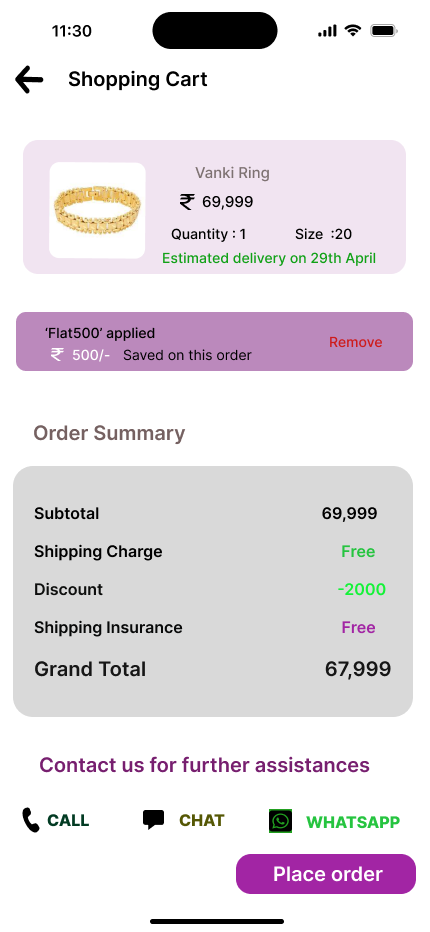 11:30
Shopping Cart
Vanki Ring
₹ 69,999
Quantity : 1 Size :20
Estimated delivery on 29th April
‘Flat500’ applied
₹ 500/- Saved on this order
Remove
Order Summary
Subtotal 69,999
Shipping Charge Free
Discount -2000
Shipping Insurance Free
Grand Total 67,999
Contact us for further assistances
CALL CHAT WHATSAPP
Place order